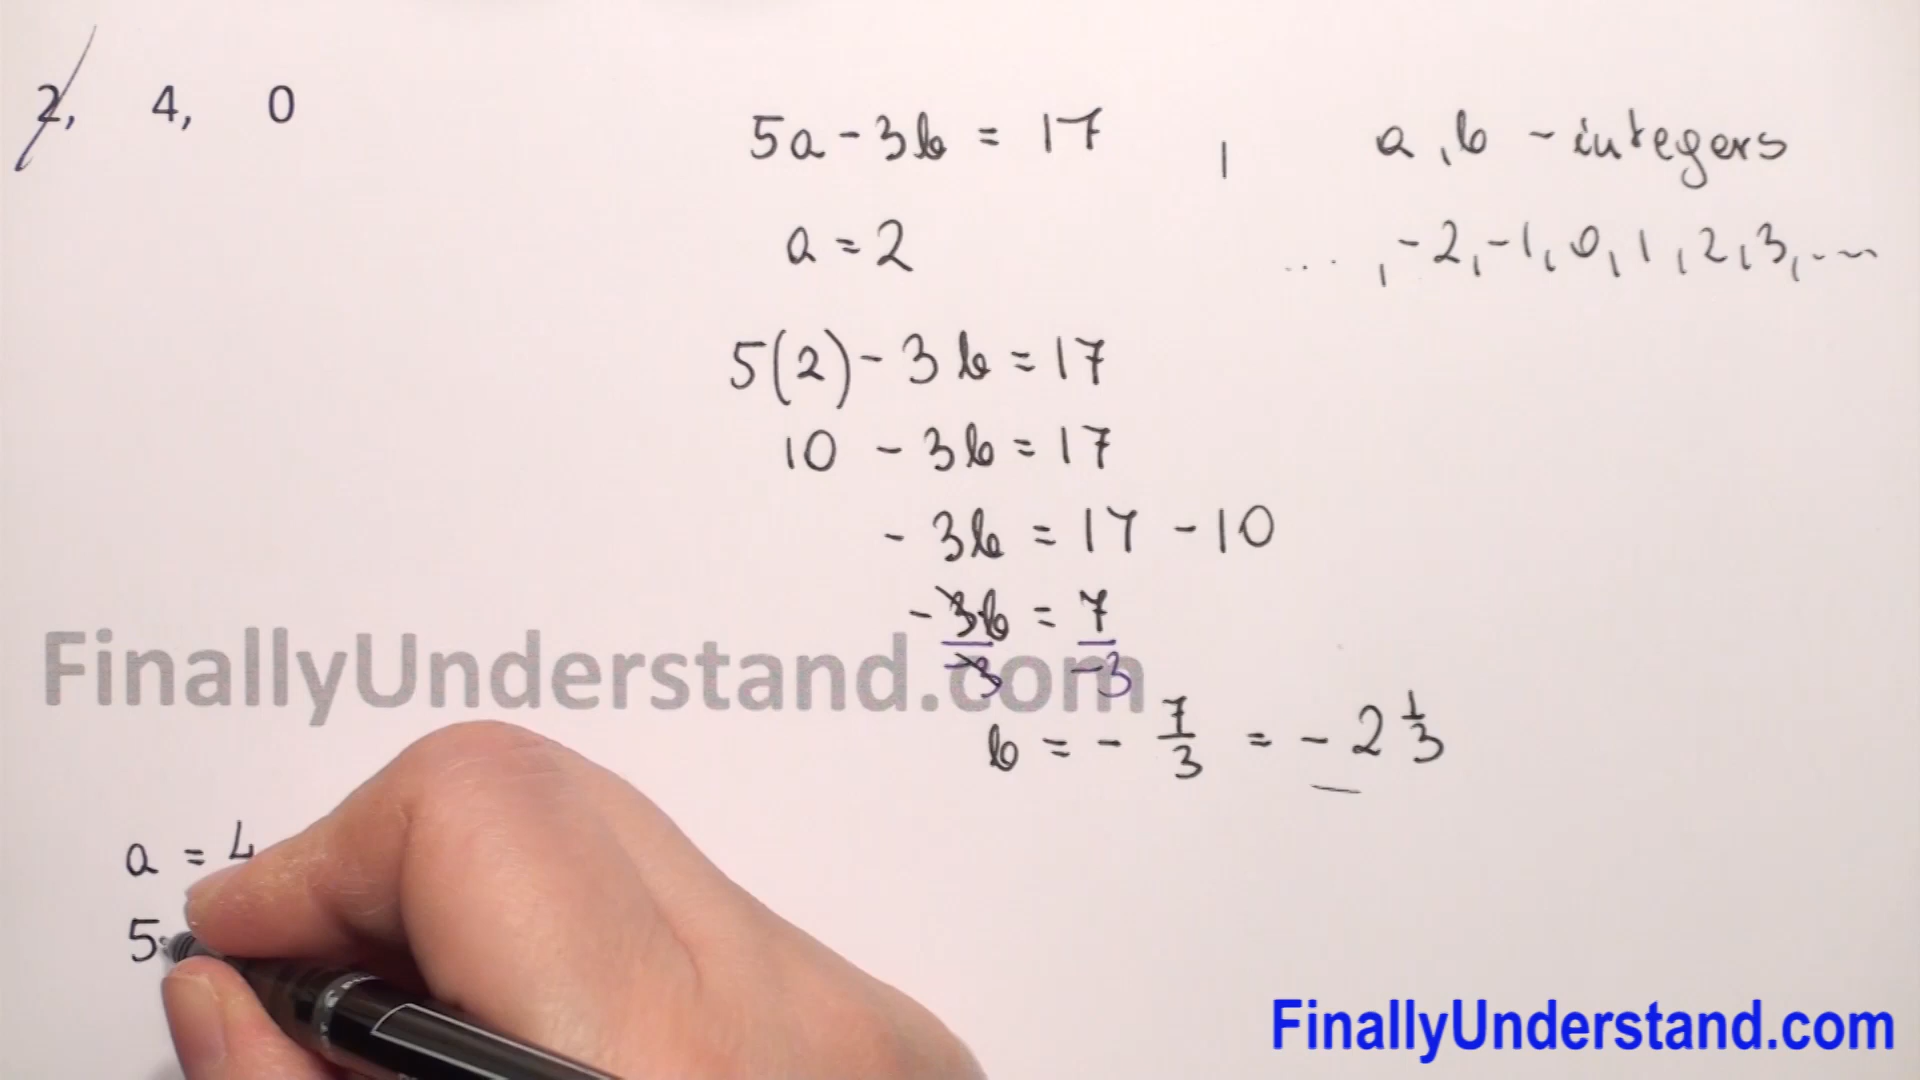 2, 4, 0
5a - 3b = 17 , a, b - integers
a = 2 ... , -2, -1, 0, 1, 2, 3, ...
5(2) - 3b = 17
10 - 3b = 17
-3b = 17 - 10
-3b/-3 = 7/-3
FinallyUnderstand.com
b = - 7/3 = - 2 1/3
a = 4
5
FinallyUnderstand.com